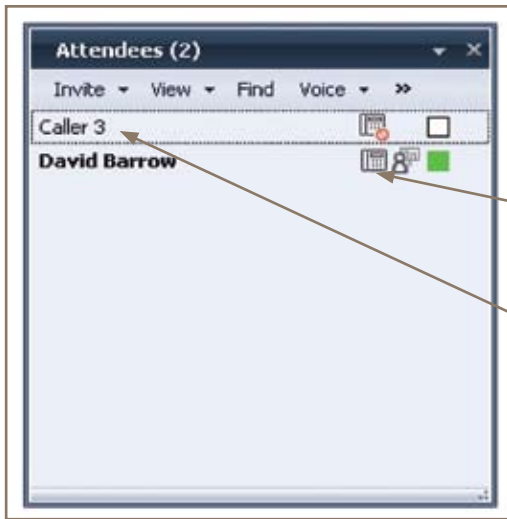 Attendees (2)
Invite View Find Voice »
Caller 3
David Barrow